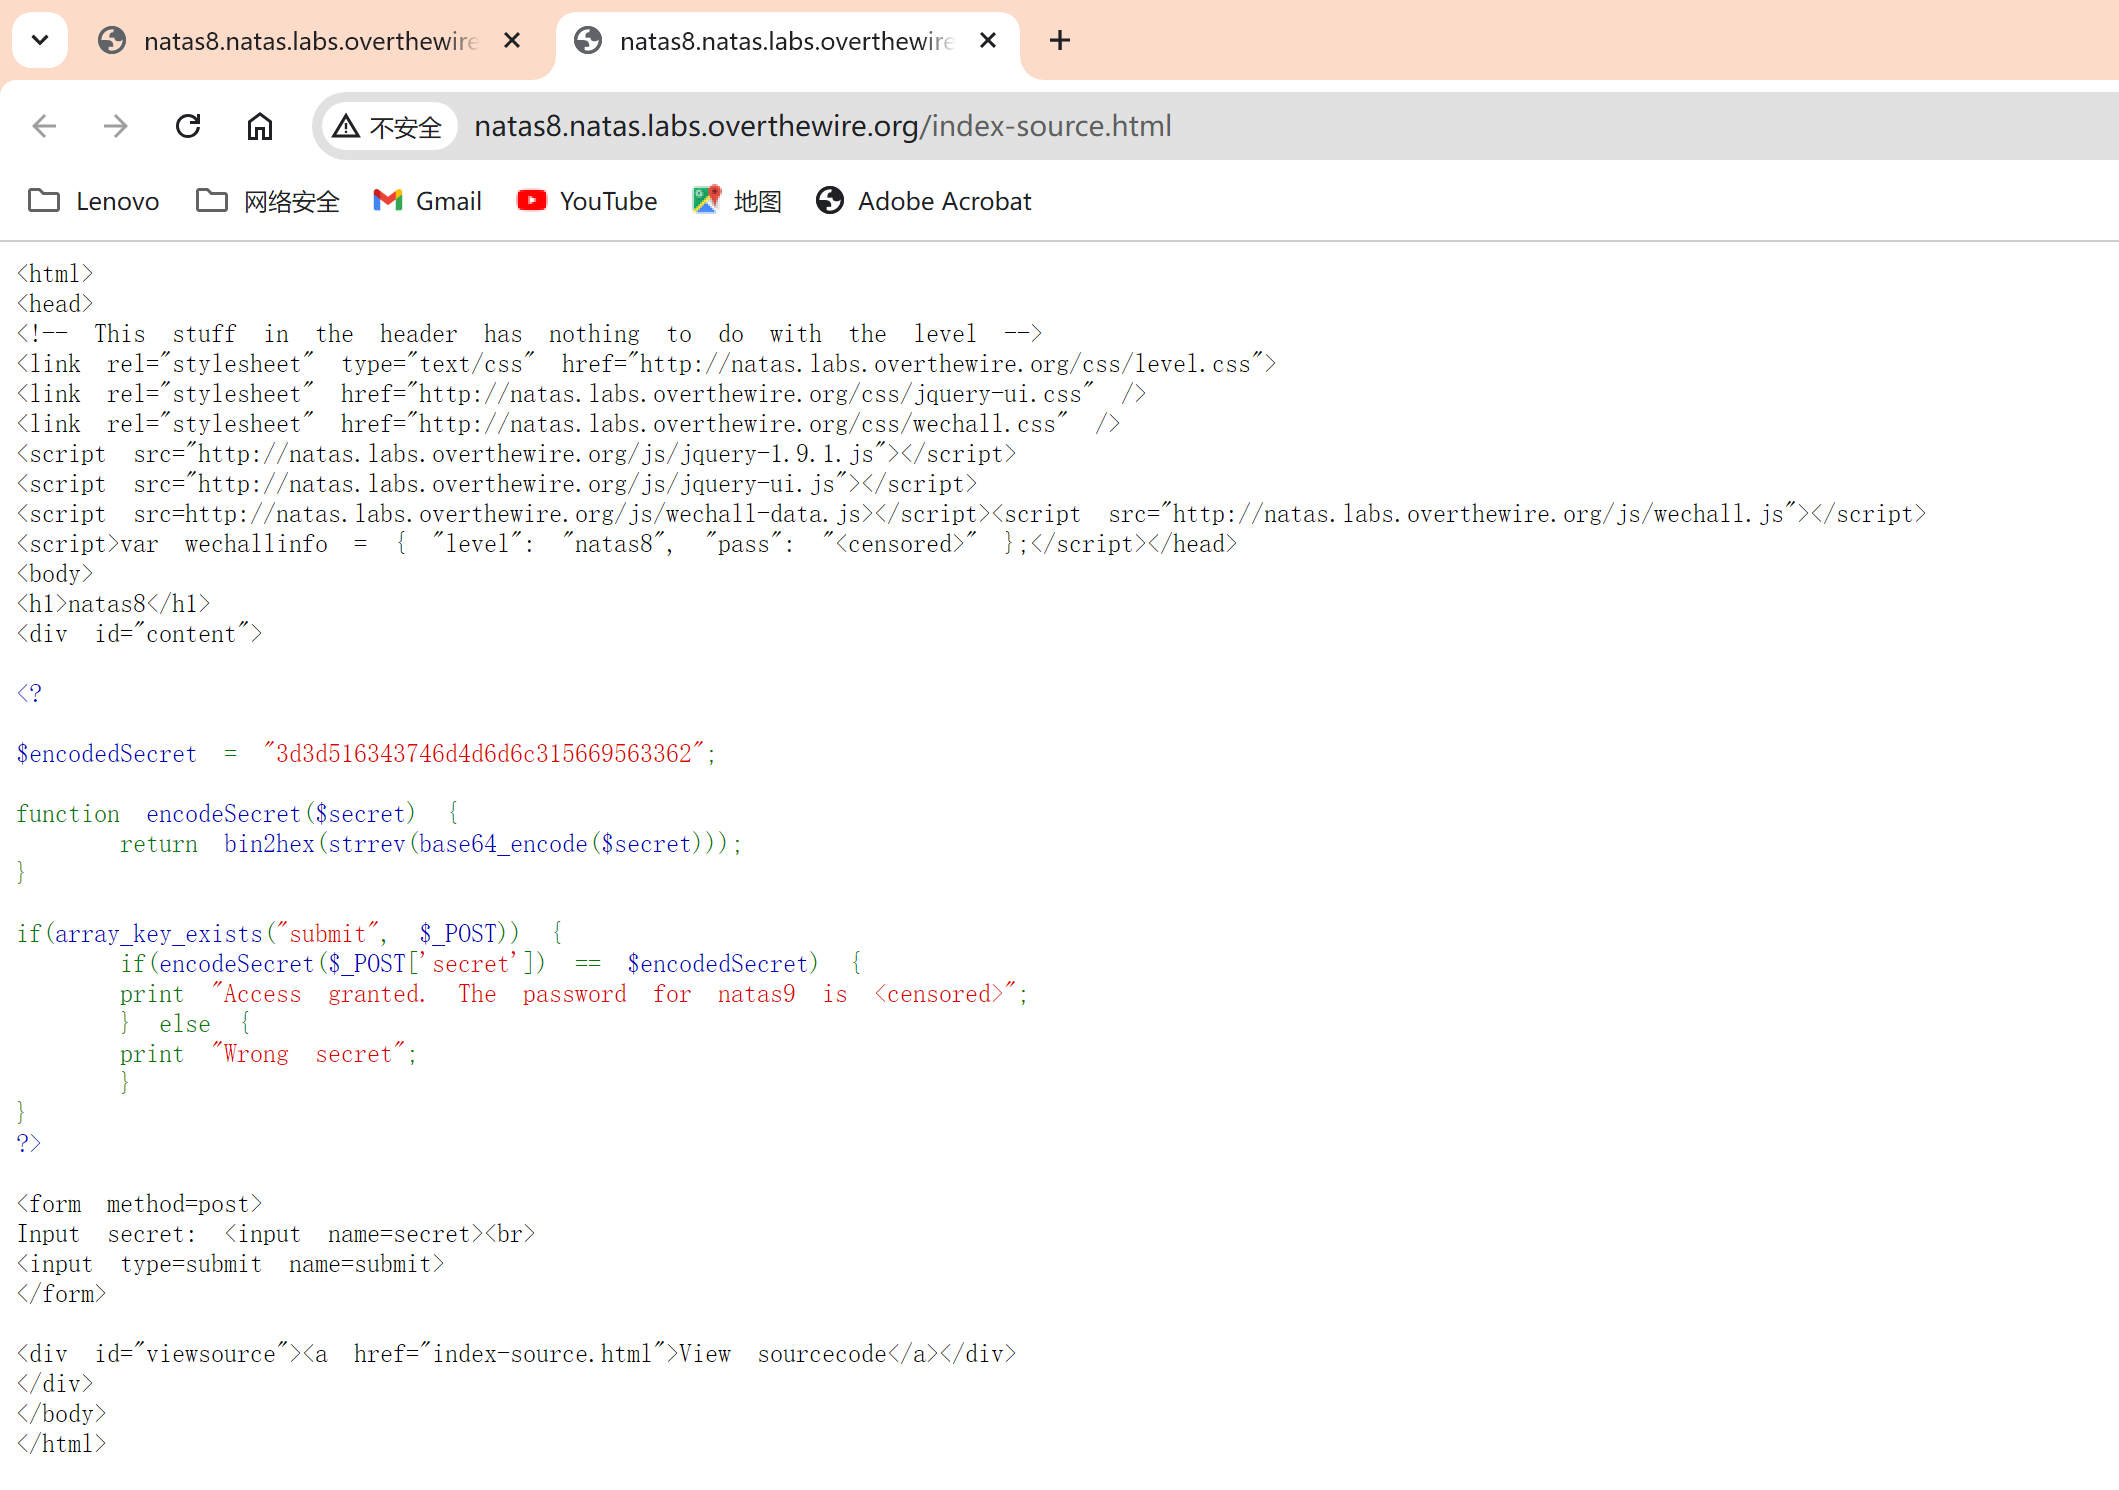 natas8.natas.labs.overthewire
natas8.natas.labs.overthewire
不安全 natas8.natas.labs.overthewire.org/index-source.html
Lenovo 网络安全 Gmail YouTube 地图 Adobe Acrobat
<html>
<head>
<!-- This stuff in the header has nothing to do with the level -->
<link rel="stylesheet" type="text/css" href="http://natas.labs.overthewire.org/css/level.css">
<link rel="stylesheet" href="http://natas.labs.overthewire.org/css/jquery-ui.css" />
<link rel="stylesheet" href="http://natas.labs.overthewire.org/css/wechall.css" />
<script src="http://natas.labs.overthewire.org/js/jquery-1.9.1.js"></script>
<script src="http://natas.labs.overthewire.org/js/jquery-ui.js"></script>
<script src=http://natas.labs.overthewire.org/js/wechall-data.js></script><script src="http://natas.labs.overthewire.org/js/wechall.js"></script>
<script>var wechallinfo = { "level": "natas8", "pass": "<censored>" };</script></head>
<body>
<h1>natas8</h1>
<div id="content">
<?
$encodedSecret = "3d3d516343746d4d6d6c315669563362";
function encodeSecret($secret) {
return bin2hex(strrev(base64_encode($secret)));
}
if(array_key_exists("submit", $_POST)) {
if(encodeSecret($_POST['secret']) == $encodedSecret) {
print "Access granted. The password for natas9 is <censored>";
} else {
print "Wrong secret";
}
}
?>
<form method=post>
Input secret: <input name=secret><br>
<input type=submit name=submit>
</form>
<div id="viewsource"><a href="index-source.html">View sourcecode</a></div>
</div>
</body>
</html>